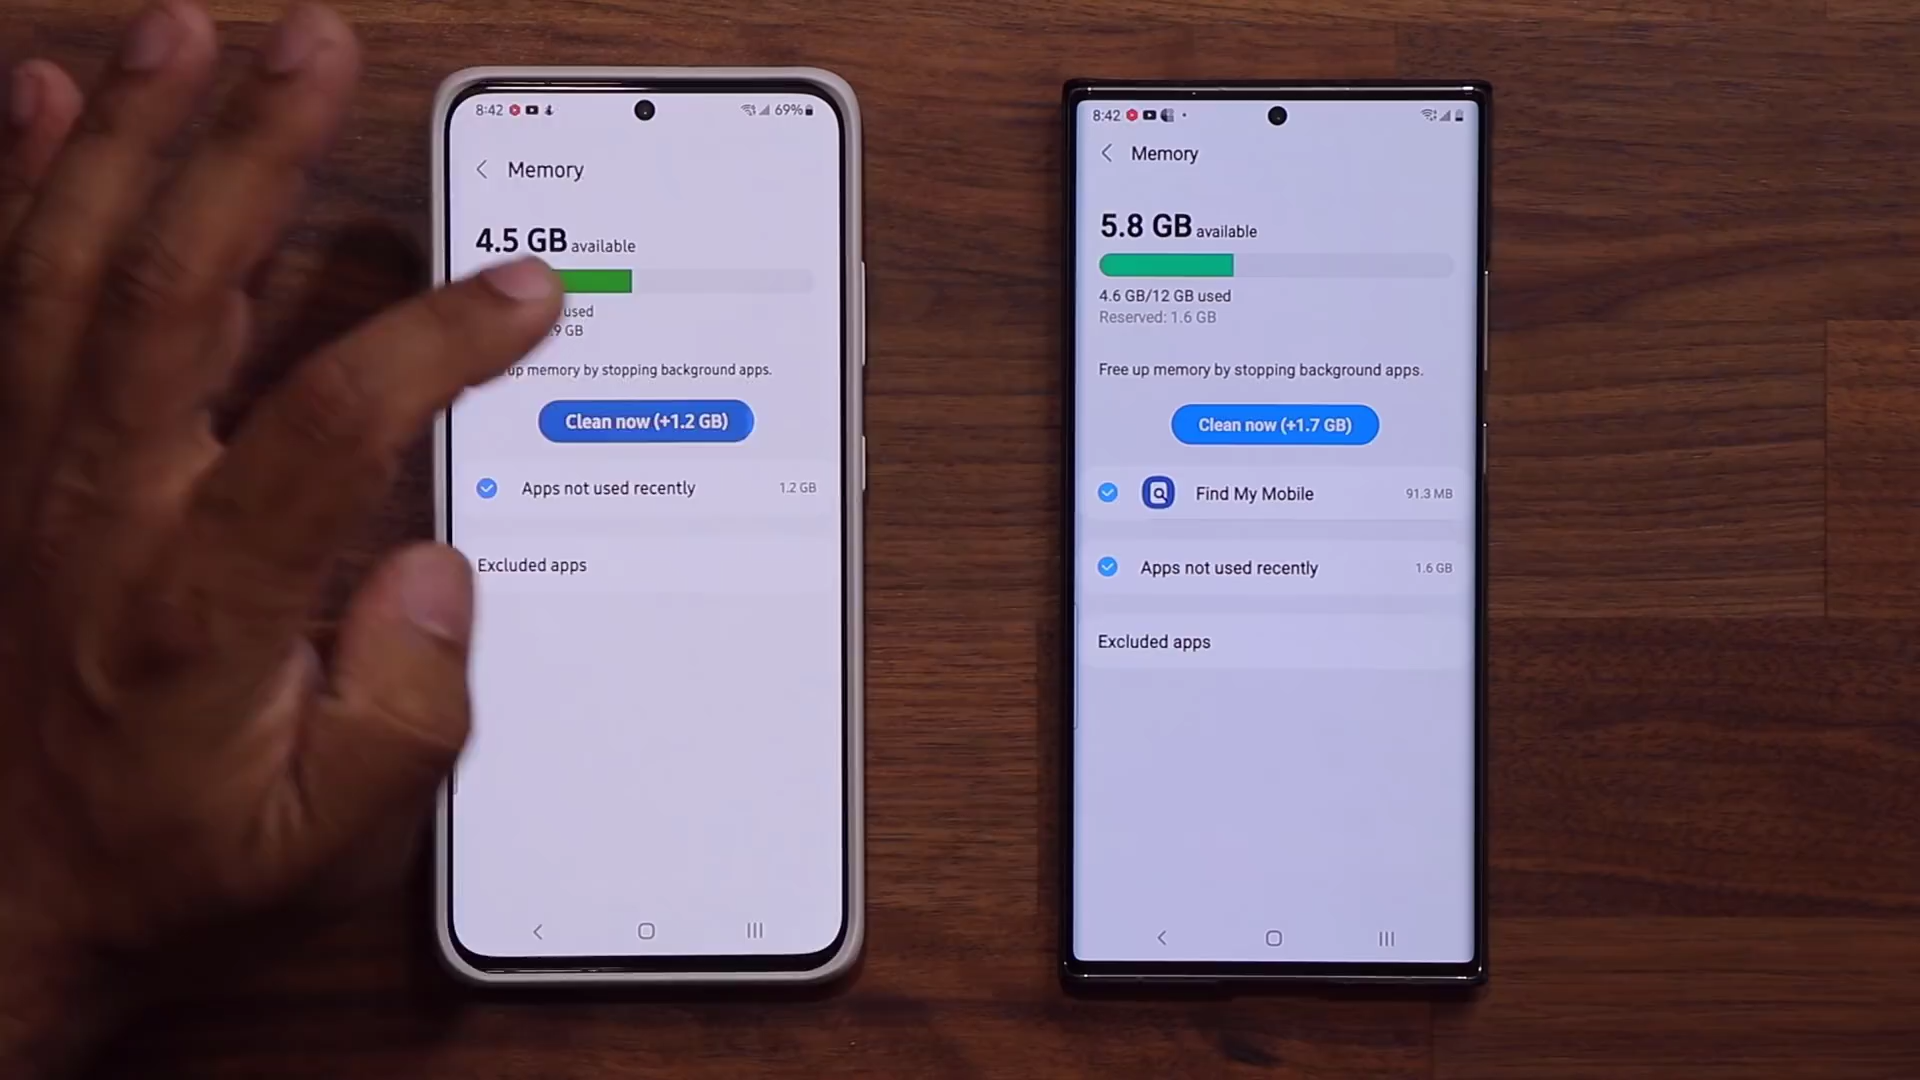 8:42
69%
Memory
4.5 GB available
used
.9 GB
up memory by stopping background apps.
Clean now (+1.2 GB)
Apps not used recently 1.2 GB
Excluded apps
8:42
Memory
5.8 GB available
4.6 GB/12 GB used
Reserved: 1.6 GB
Free up memory by stopping background apps.
Clean now (+1.7 GB)
Find My Mobile 91.3 MB
Apps not used recently 1.6 GB
Excluded apps